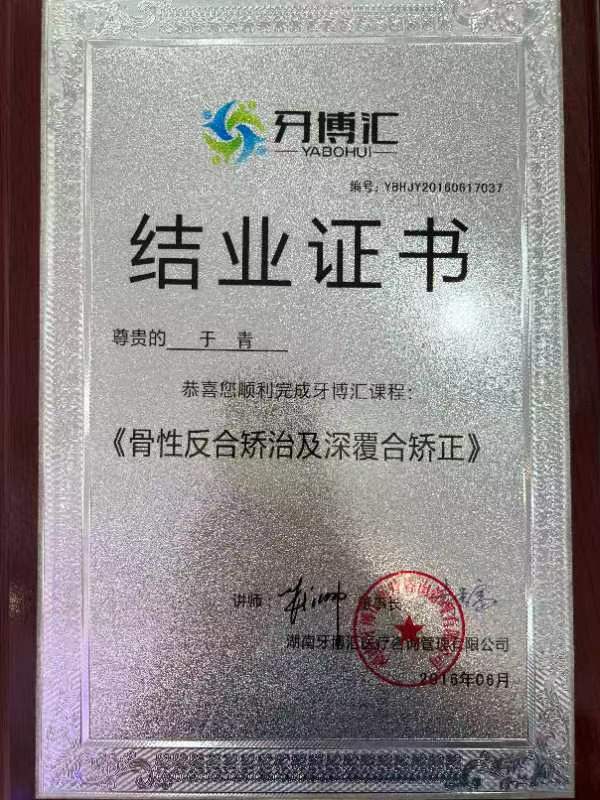 牙博汇
YABOHUI
编号：YBHJY20160617037
结业证书
尊贵的 于 青
恭喜您顺利完成牙博汇课程：
《骨性反合矫治及深覆合矫正》
讲师：
董事长
湖南牙博汇医疗咨询管理有限公司
2016年06月